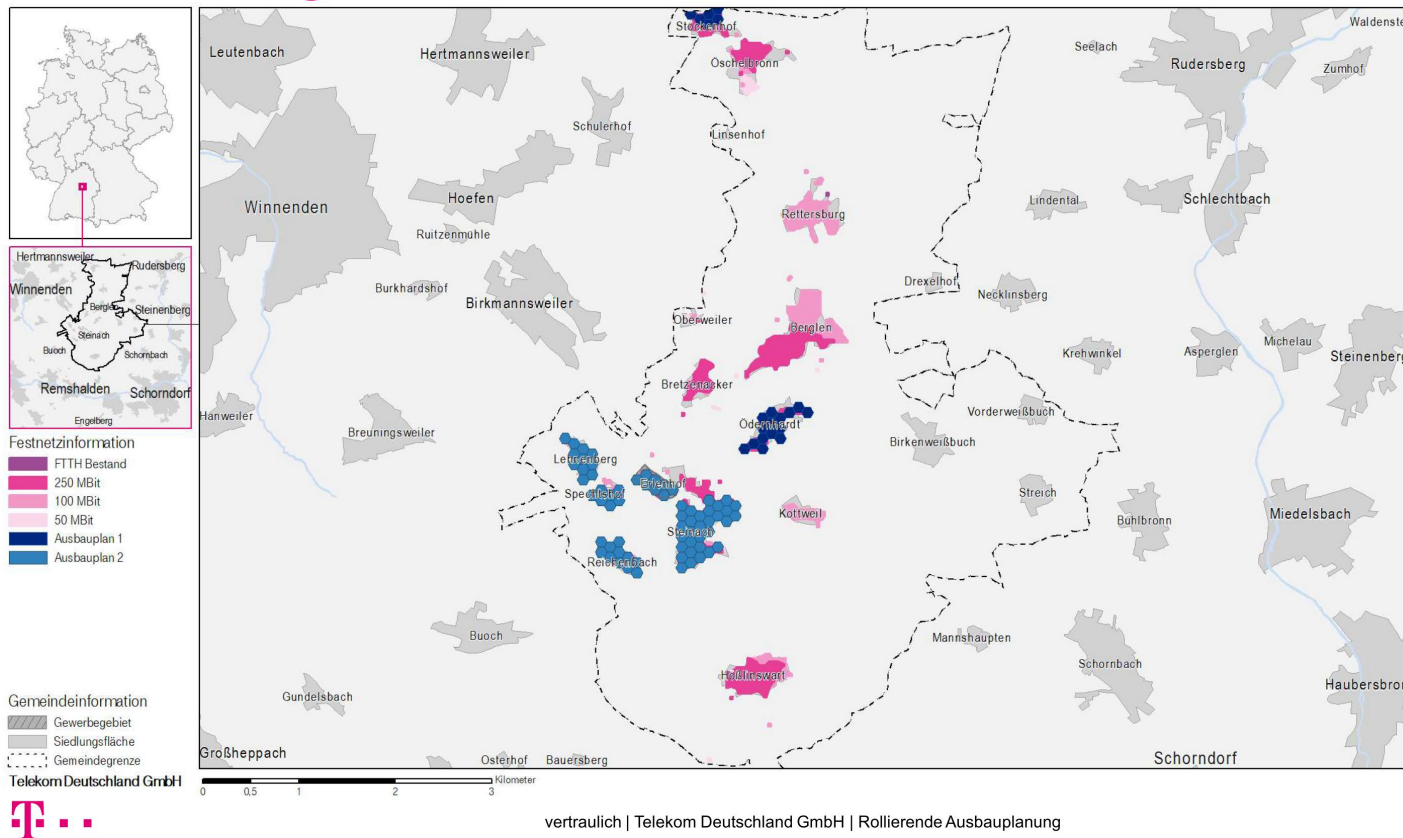 Hertmannsweiler
Rudersberg
Winnenden
Berglen
Steinenberg
Steinach
Buoch
Schornbach
Remshalden
Schorndorf
Engelberg
Festnetzinformation
FTTH Bestand
250 MBit
100 MBit
50 MBit
Ausbauplan 1
Ausbauplan 2
Gemeindeinformation
Gewerbegebiet
Siedlungsfläche
Gemeindegrenze
Telekom Deutschland GmbH
T
Waldenste
Stöckenhof
Leutenbach
Hertmannsweiler
Seelach
Rudersberg
Zumhof
Öschelbronn
Schulerhof
Linsenhof
Hoefen
Lindental
Schlechtbach
Winnenden
Rettersburg
Ruitzenmühle
Burkhardshof
Drexelhof
Necklinsberg
Birkmannsweiler
Oberweiler
Berglen
Krehwinkel
Asperglen
Michelau
Steinenberg
Bretzenacker
Hanweiler
Breuningsweiler
Ödernhardt
Vorderweißbuch
Birkenweißbuch
Lehnenberg
Spechtshof
Erlenhof
Streich
Kottweil
Bühlbronn
Miedelsbach
Steinach
Reichenbach
Buoch
Mannshaupten
Schornbach
Hößlinswart
Haubersbron
Gundelsbach
Großheppach
Osterhof
Bauersberg
Schorndorf
0 0,5 1 2 3
Kilometer
vertraulich | Telekom Deutschland GmbH | Rollierende Ausbauplanung